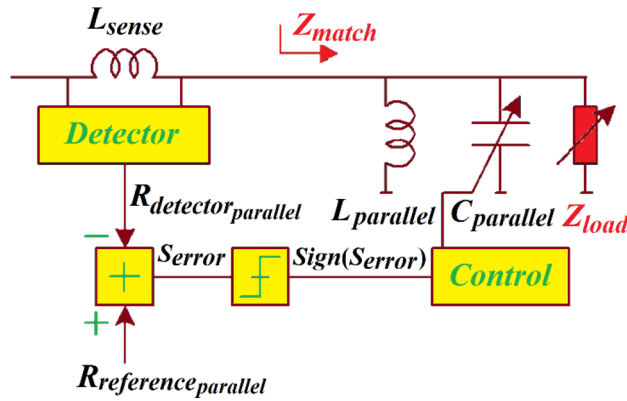 Lsense
Zmatch
Detector
Rdetectorparallel
Lparallel
Cparallel
Zload
−
+
Serror
Sign(Serror)
Control
+
Rreferenceparallel